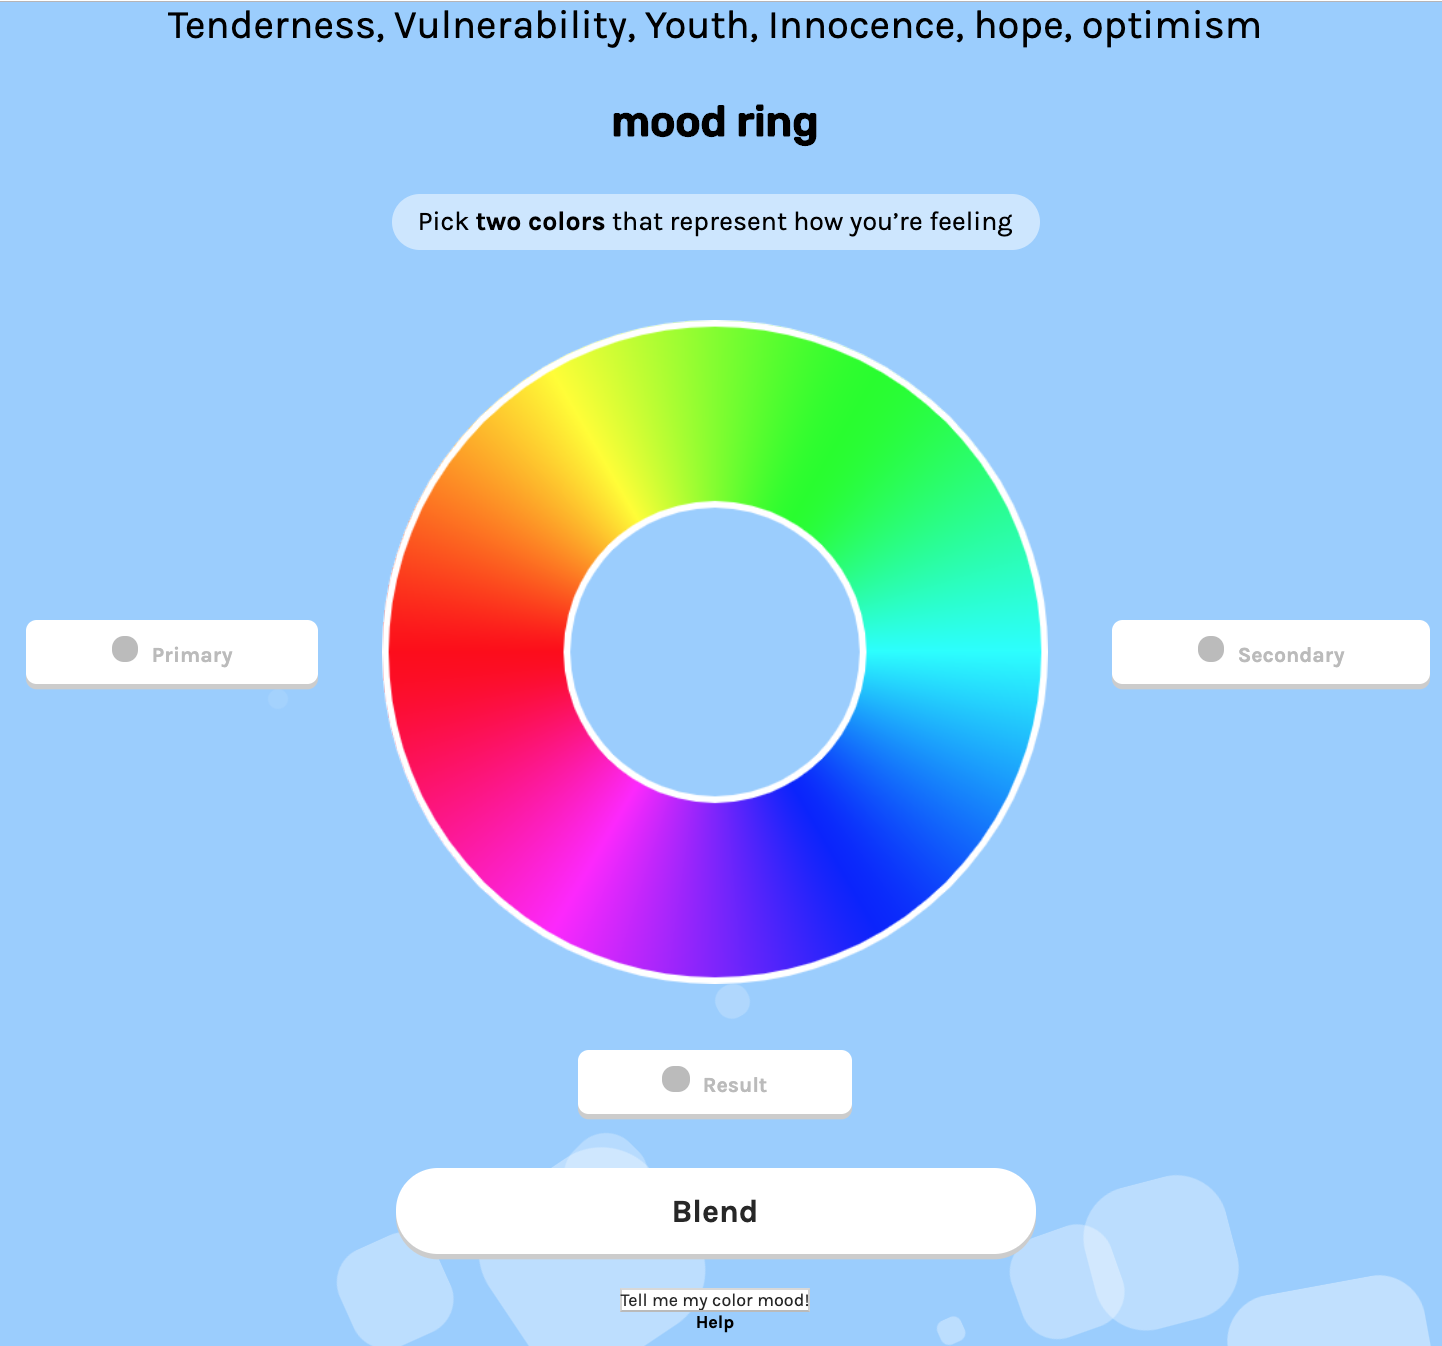 Tenderness, Vulnerability, Youth, Innocence, hope, optimism
mood ring
Pick two colors that represent how you’re feeling
Primary
Secondary
Result
Blend
Tell me my color mood!
Help